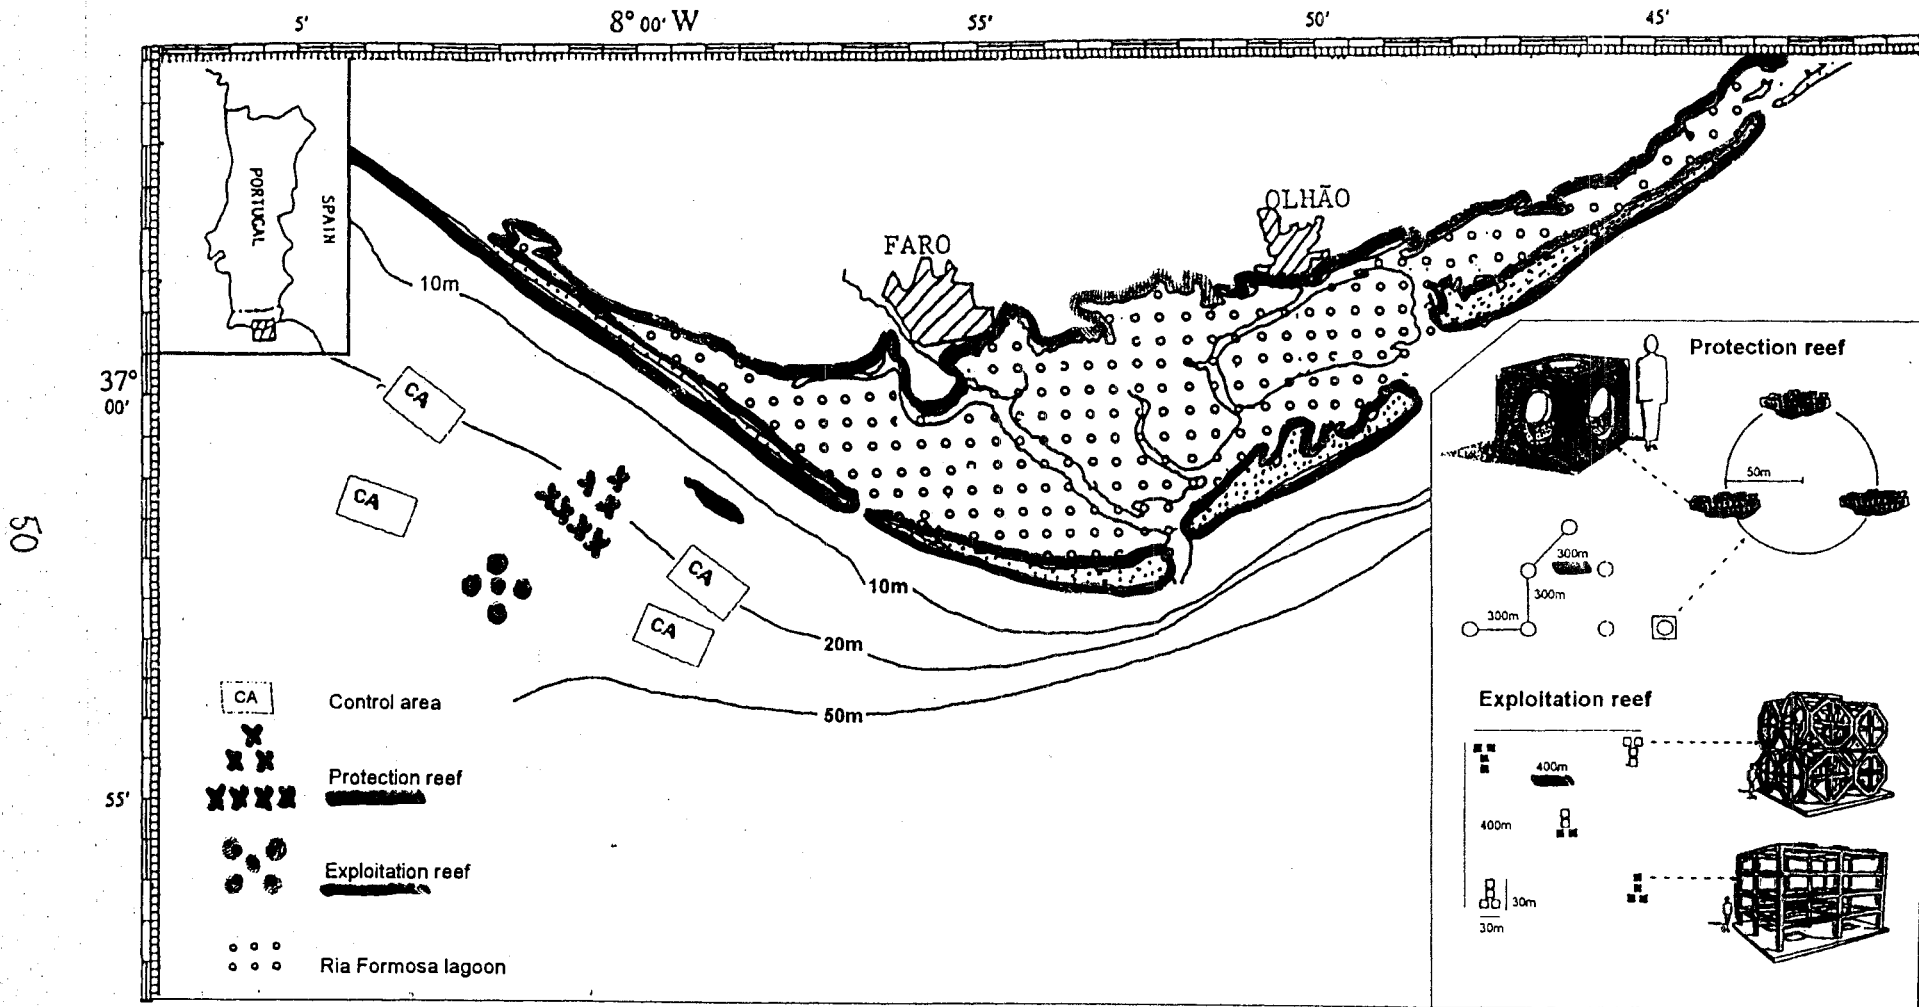 5'
8° 00' W
55'
50'
45'
PORTUGAL
SPAIN
OLHÃO
FARO
10m
37°
00'
CA
CA
CA
CA
10m
20m
50m
55'
50
CA
Control area
Protection reef
Exploitation reef
Ria Formosa lagoon
Protection reef
50m
300m
300m
300m
Exploitation reef
400m
400m
30m
30m